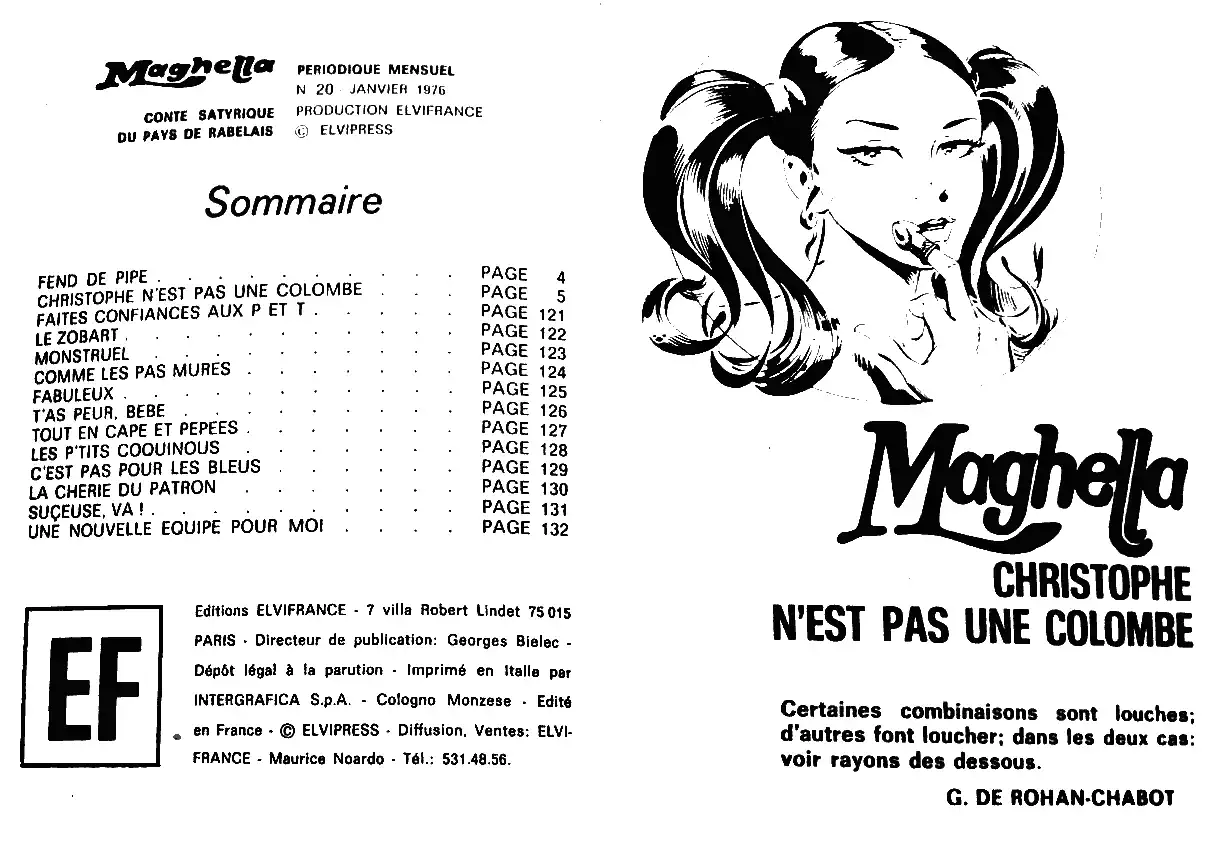 Maghella
PERIODIQUE MENSUEL
N 20 JANVIER 1976
CONTE SATYRIQUE
DU PAYS DE RABELAIS
PRODUCTION ELVIFRANCE
© ELVIPRESS
Sommaire
FEND DE PIPE . . . . . . . . . . PAGE 4
CHRISTOPHE N'EST PAS UNE COLOMBE . . . PAGE 5
FAITES CONFIANCES AUX P ET T . . . . . PAGE 121
LE ZOBART . . . . . . . . . . . PAGE 122
MONSTRUEL . . . . . . . . . . PAGE 123
COMME LES PAS MURES . . . . . . . PAGE 124
FABULEUX . . . . . . . . . . . PAGE 125
T'AS PEUR, BEBE . . . . . . . . . PAGE 126
TOUT EN CAPE ET PEPEES . . . . . . . PAGE 127
LES P'TITS COQUINOUS . . . . . . . PAGE 128
C'EST PAS POUR LES BLEUS . . . . . . PAGE 129
LA CHERIE DU PATRON . . . . . . . PAGE 130
SUÇEUSE, VA ! . . . . . . . . . . PAGE 131
UNE NOUVELLE EQUIPE POUR MOI . . . . PAGE 132
EF
Editions ELVIFRANCE - 7 villa Robert Lindet 75015
PARIS - Directeur de publication: Georges Bielec -
Dépôt légal à la parution - Imprimé en Italie par
INTERGRAFICA S.p.A. - Cologno Monzese - Edité
en France - © ELVIPRESS - Diffusion, Ventes: ELVI-
FRANCE - Maurice Noardo - Tél.: 531.48.56.
Maghella
CHRISTOPHE
N'EST PAS UNE COLOMBE
Certaines combinaisons sont louches;
d'autres font loucher; dans les deux cas:
voir rayons des dessous.
G. DE ROHAN-CHABOT